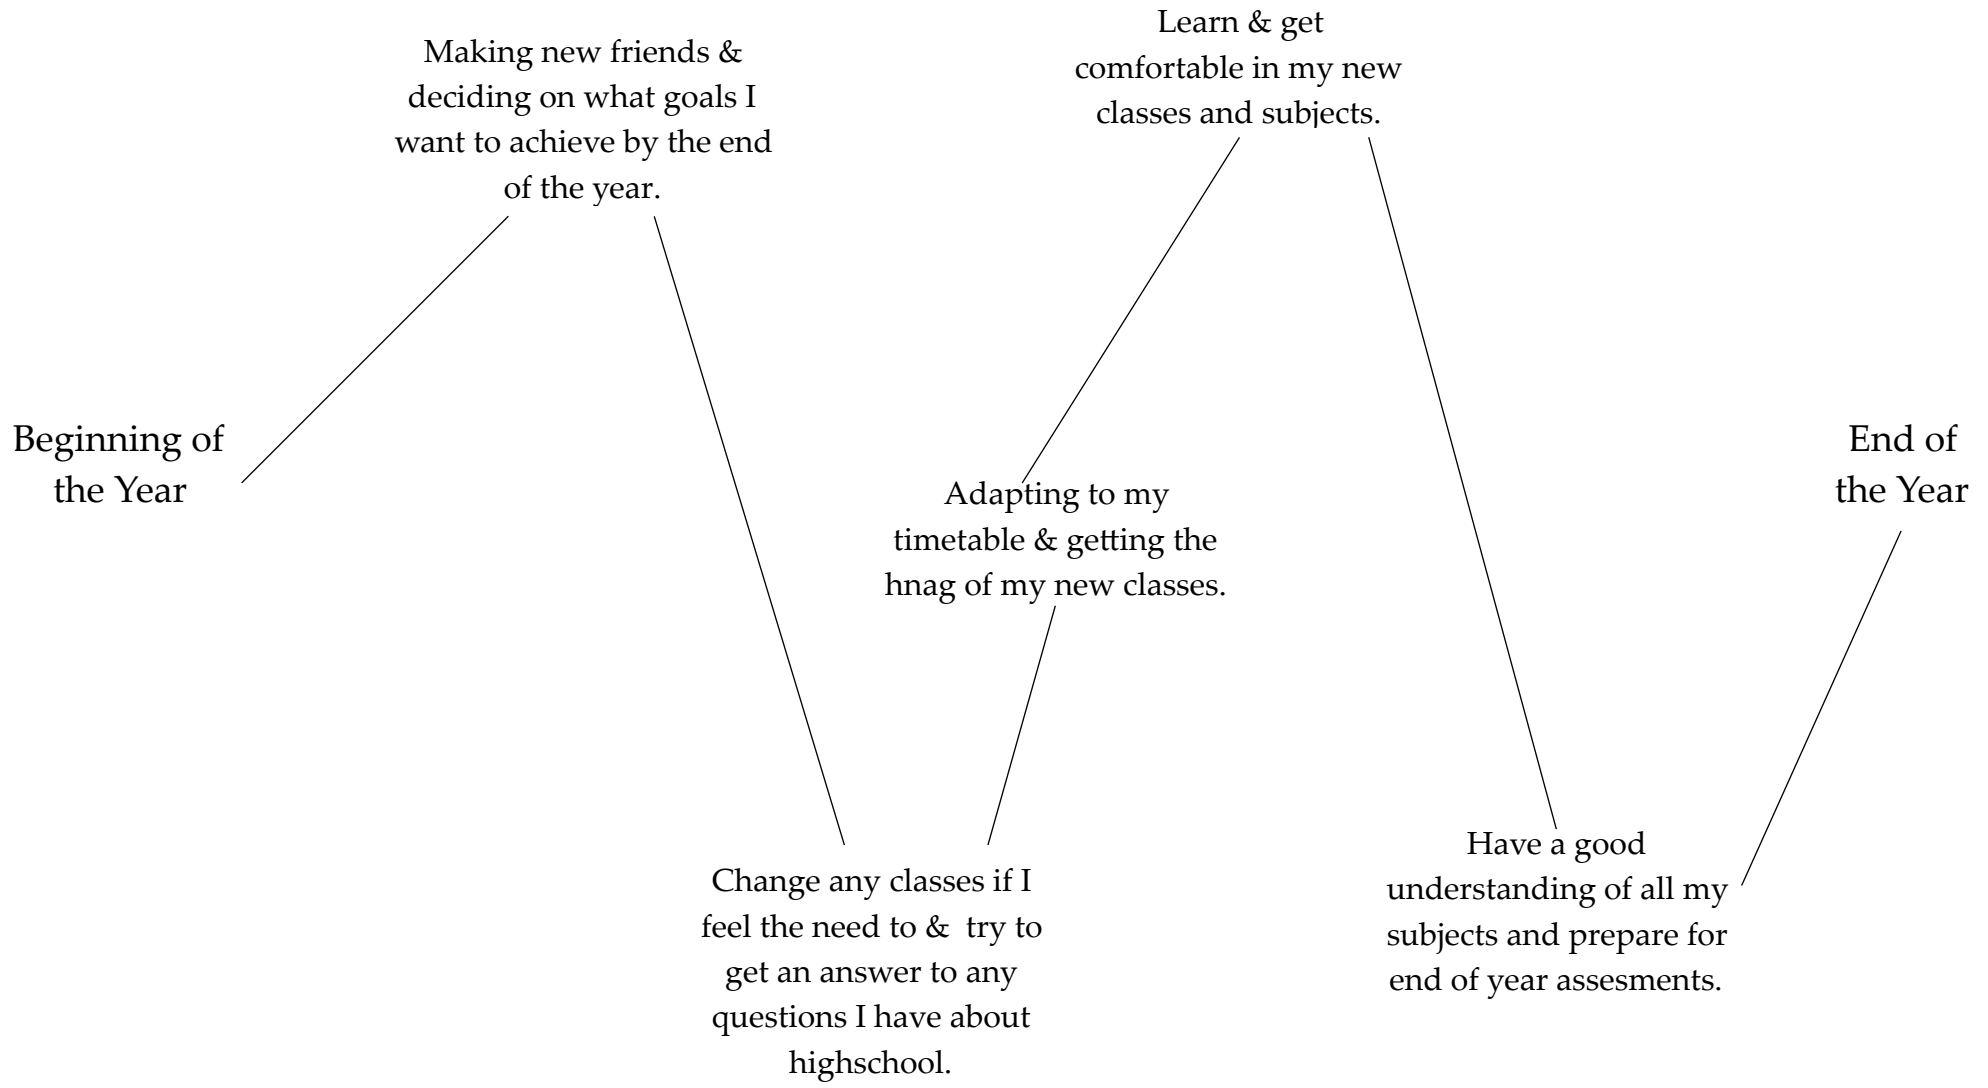 Beginning of
the Year
Making new friends &
deciding on what goals I
want to achieve by the end
of the year.
Change any classes if I
feel the need to &  try to
get an answer to any
questions I have about
highschool.
Adapting to my
timetable & getting the
hnag of my new classes.
Learn & get
comfortable in my new
classes and subjects.
Have a good
understanding of all my
subjects and prepare for
end of year assesments.
End of
the Year